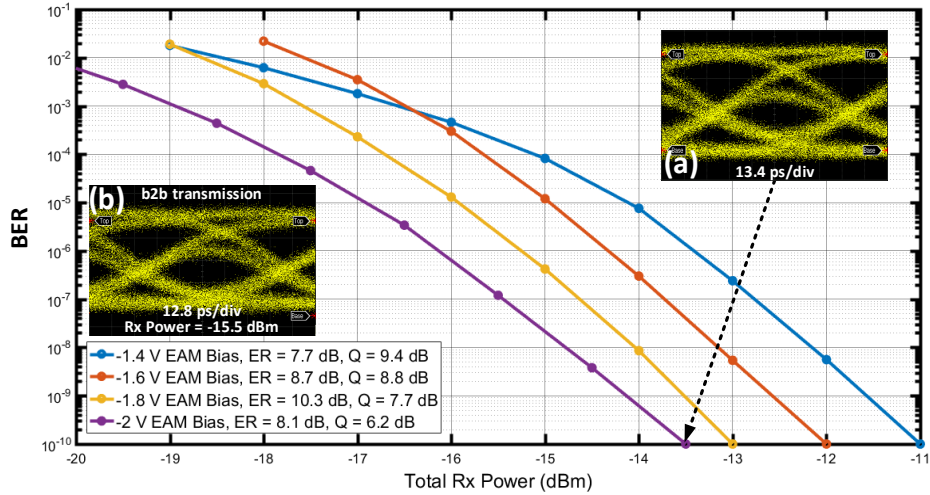 10-1
10-2
10-3
10-4
10-5
10-6
10-7
10-8
10-9
10-10
BER
Top
Top
Base
Base
(a)
13.4 ps/div
(b)
b2b transmission
Top
Top
12.8 ps/div
Base
Rx Power = -15.5 dBm
-1.4 V EAM Bias, ER = 7.7 dB, Q = 9.4 dB
-1.6 V EAM Bias, ER = 8.7 dB, Q = 8.8 dB
-1.8 V EAM Bias, ER = 10.3 dB, Q = 7.7 dB
-2 V EAM Bias, ER = 8.1 dB, Q = 6.2 dB
-20 -19 -18 -17 -16 -15 -14 -13 -12 -11
Total Rx Power (dBm)